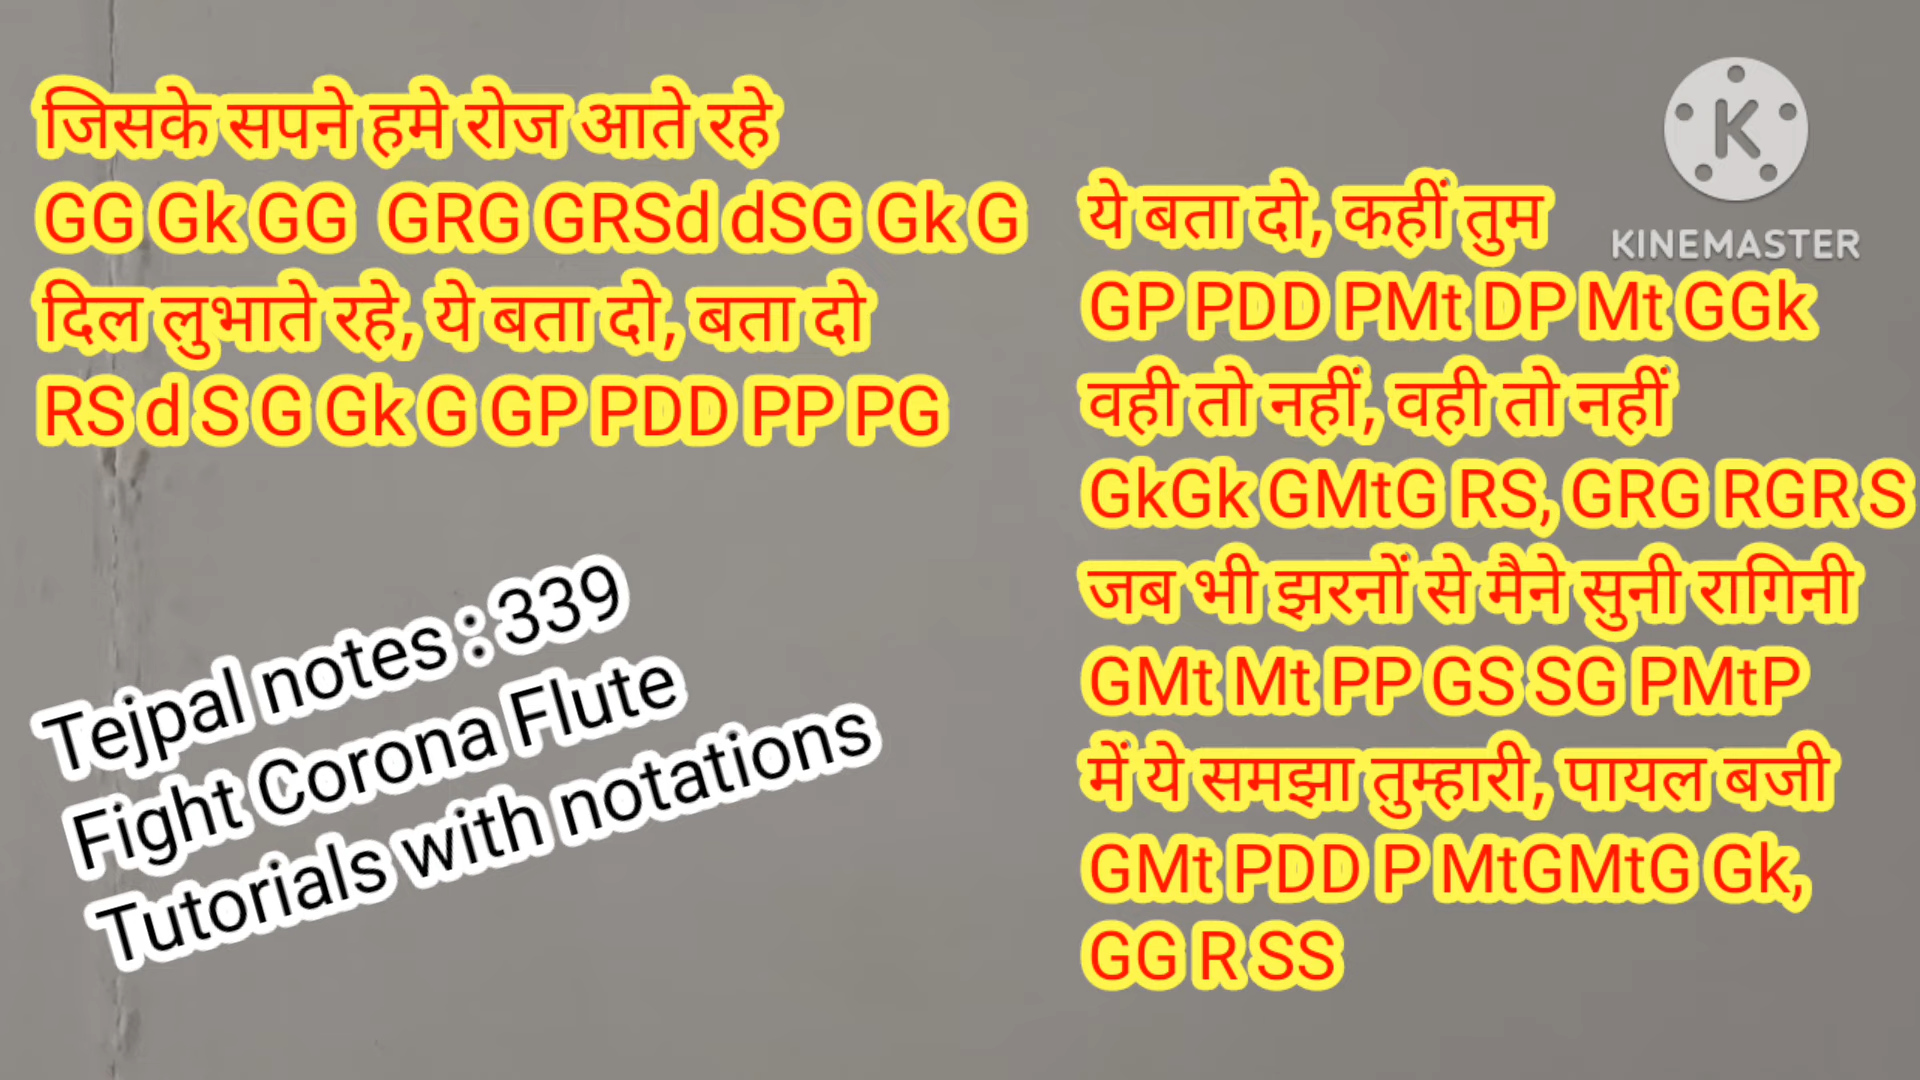 जिसके सपने हमे रोज आते रहे
GG Gk GG GRG GRSd dSG Gk G
दिल लुभाते रहे, ये बता दो, बता दो
RS d S G Gk G GP PDD PP PG
Tejpal notes : 339
Fight Corona Flute
Tutorials with notations
KINEMASTER
ये बता दो, कहीं तुम
GP PDD PMt DP Mt GGk
वही तो नहीं, वही तो नहीं
GkGk GMtG RS, GRG RGR S
जब भी झरनों से मैने सुनी रागिनी
GMt Mt PP GS SG PMtP
में ये समझा तुम्हारी, पायल बजी
GMt PDD P MtGMtG Gk,
GG R SS